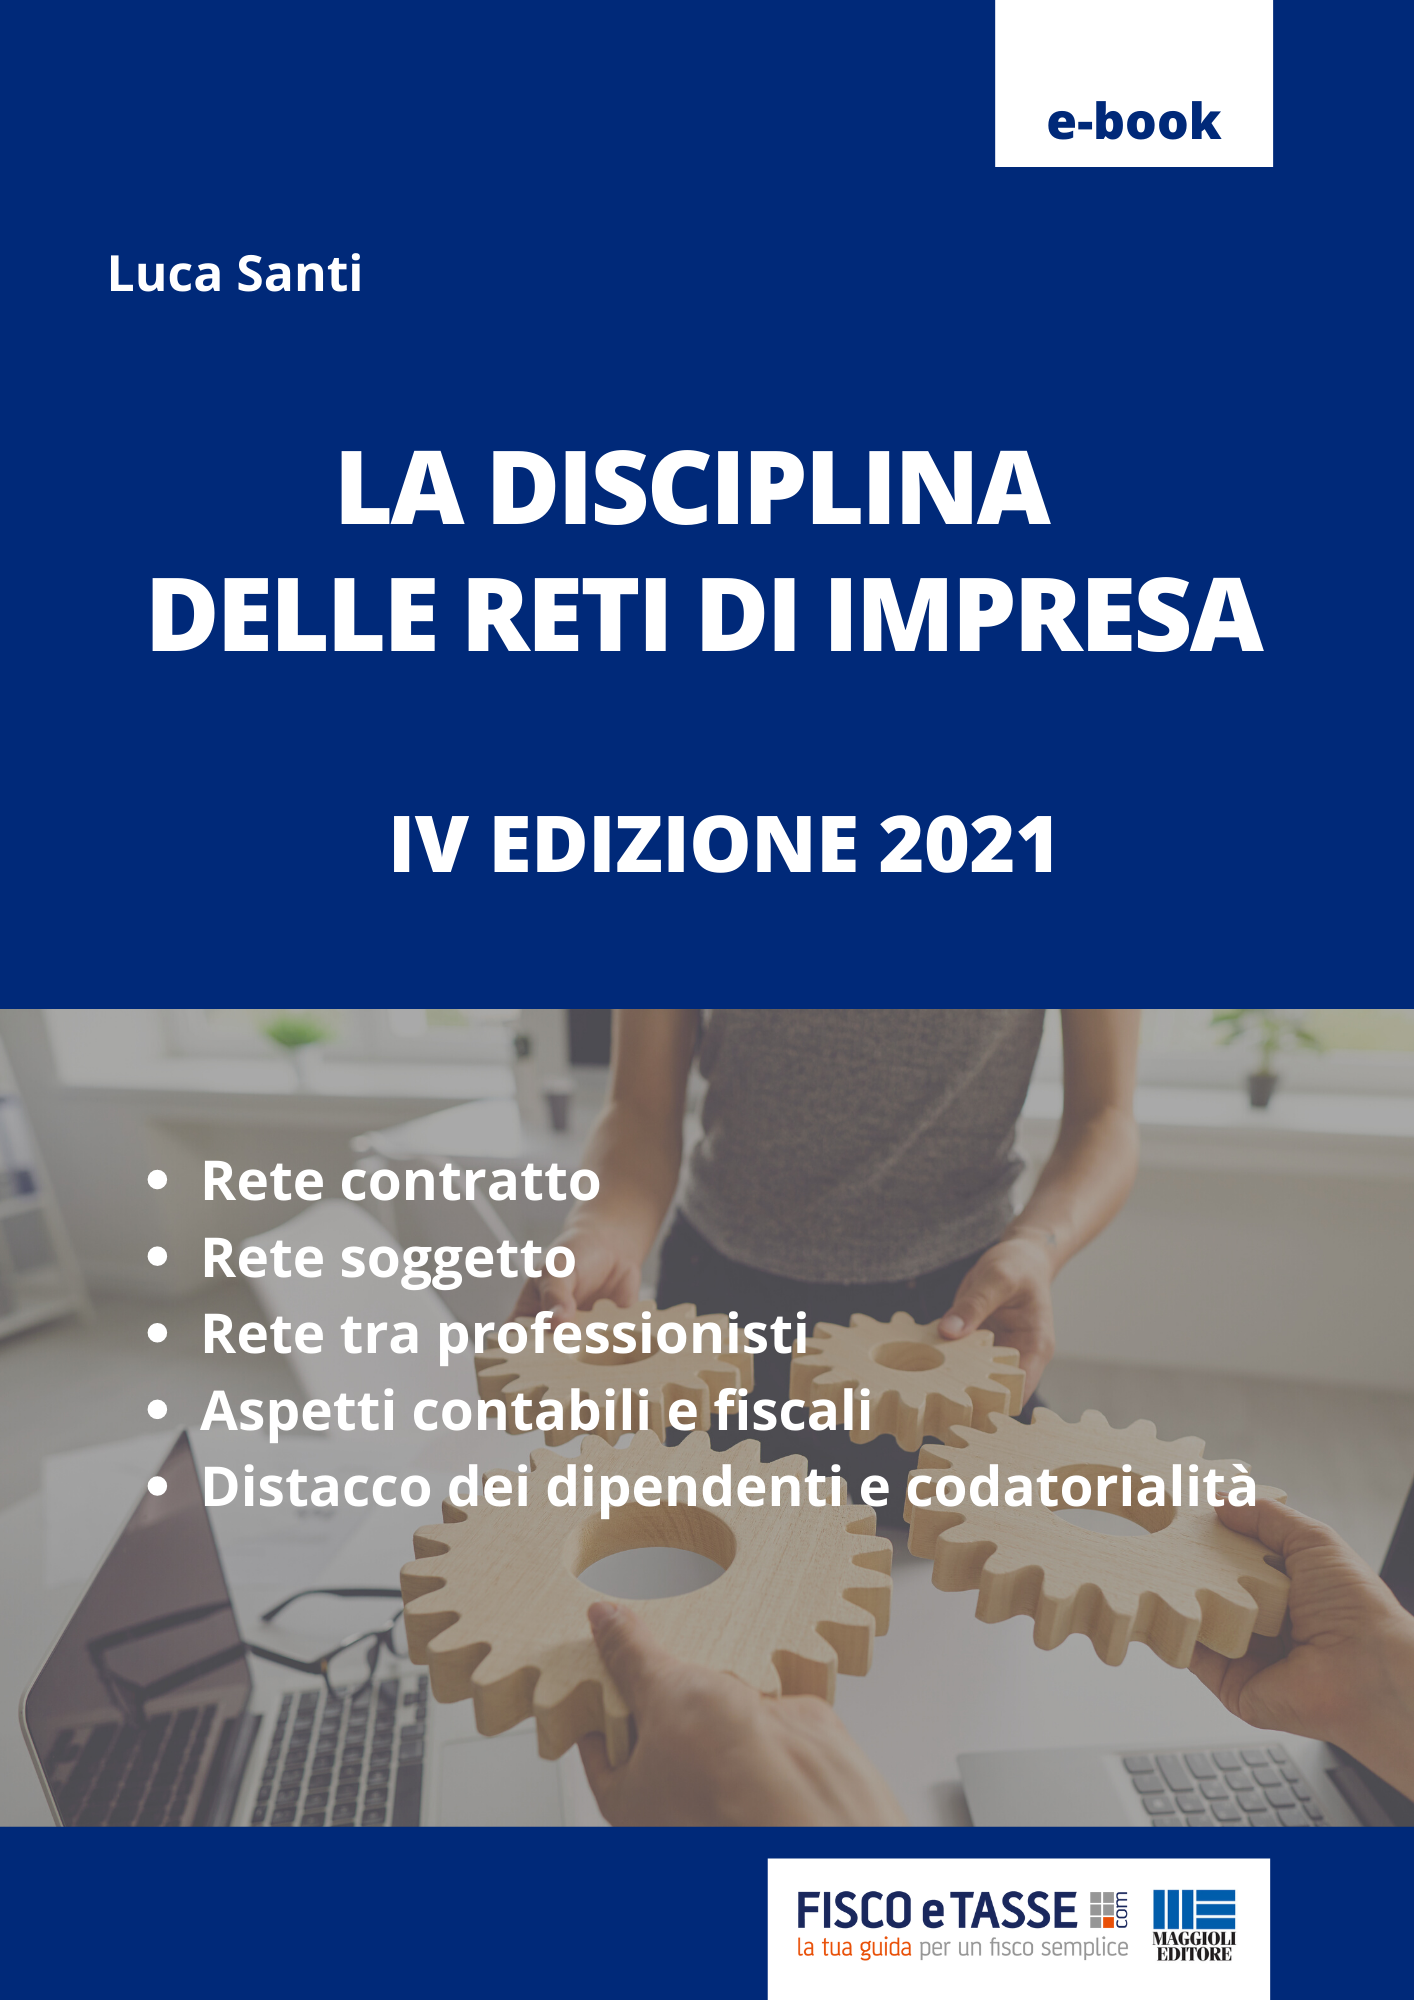 e-book
Luca Santi
LA DISCIPLINA
DELLE RETI DI IMPRESA
IV EDIZIONE 2021
• Rete contratto
• Rete soggetto
• Rete tra professionisti
• Aspetti contabili e fiscali
• Distacco dei dipendenti e codatorialità
FISCO e TASSE .com
la tua guida per un fisco semplice
MAGGIOLI
EDITORE